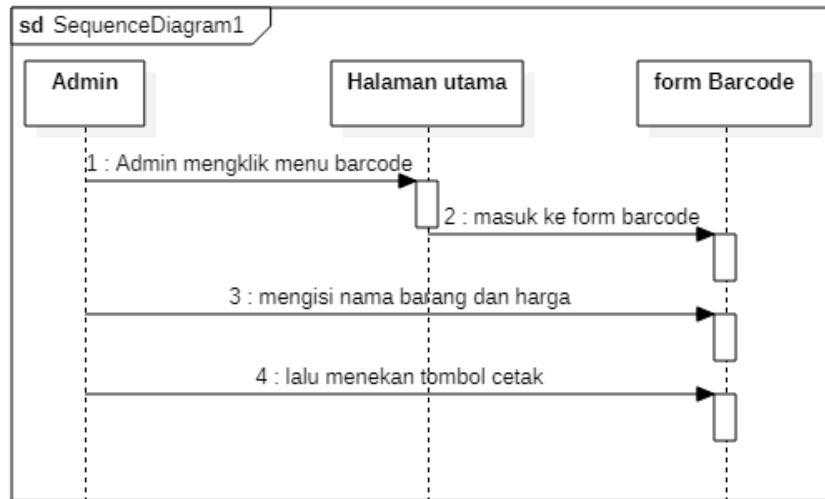 sd SequenceDiagram1
Admin
Halaman utama
form Barcode
1 : Admin mengklik menu barcode
2 : masuk ke form barcode
3 : mengisi nama barang dan harga
4 : lalu menekan tombol cetak